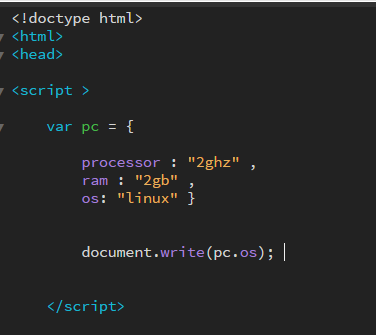 <!doctype html>
<html>
<head>
<script >
var pc = {
processor : "2ghz" ,
ram : "2gb" ,
os: "linux" }
document.write(pc.os);
</script>